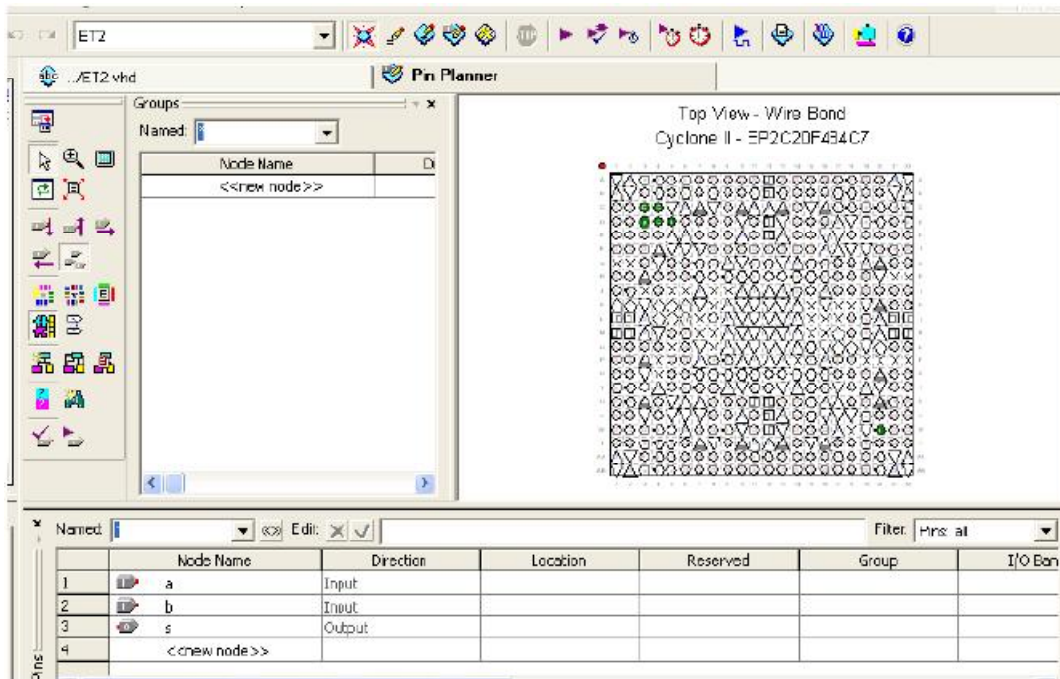 ET2
../ET2 vhd
Pin Planner
Groups
Named: *
Node Name
<<new node>>
Top View - Wire Bond
Cyclone II - EP2C20F484C7
Named: *
Edit:
Filter: Pins: all
Node Name Direction Location Reserved Group I/O Ban
1 a Input
2 b Input
3 s Output
4 <<new node>>